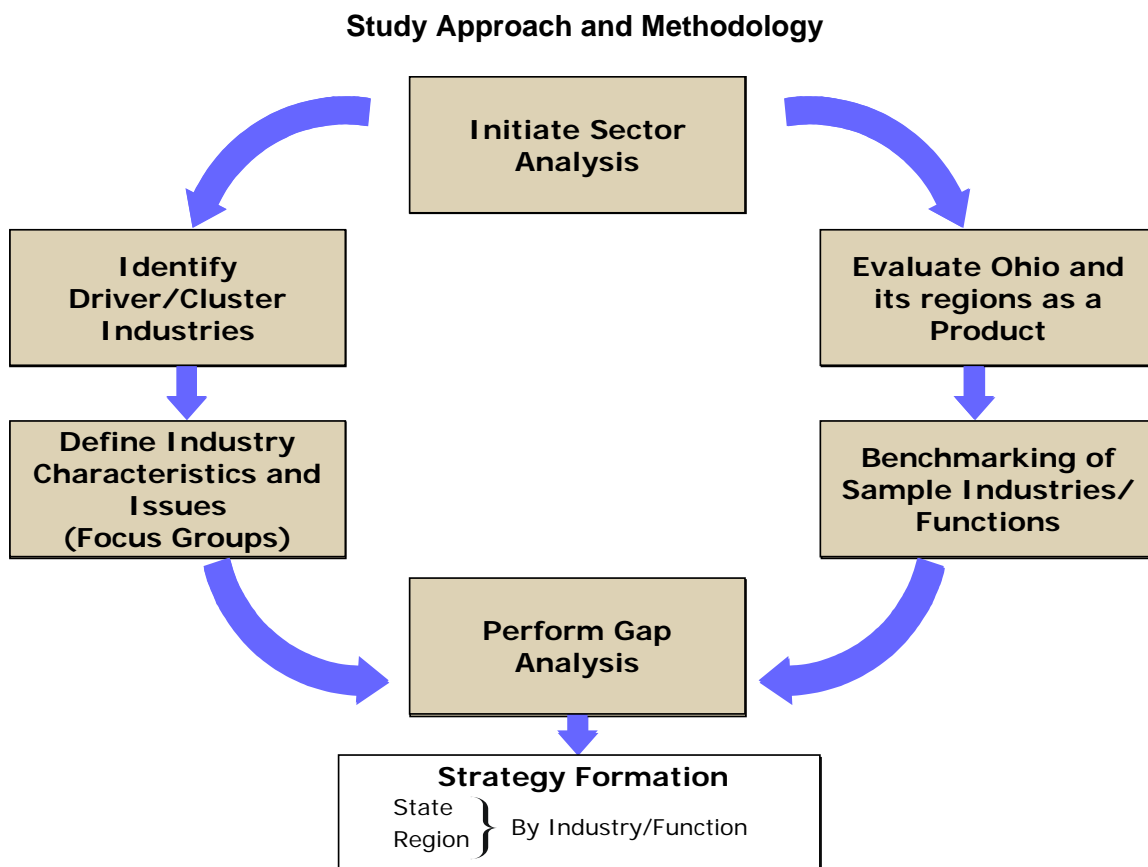 Study Approach and Methodology
Initiate Sector
Analysis
Identify
Driver/Cluster
Industries
Evaluate Ohio and
its regions as a
Product
Define Industry
Characteristics and
Issues
(Focus Groups)
Benchmarking of
Sample Industries/
Functions
Perform Gap
Analysis
Strategy Formation
State
Region
By Industry/Function